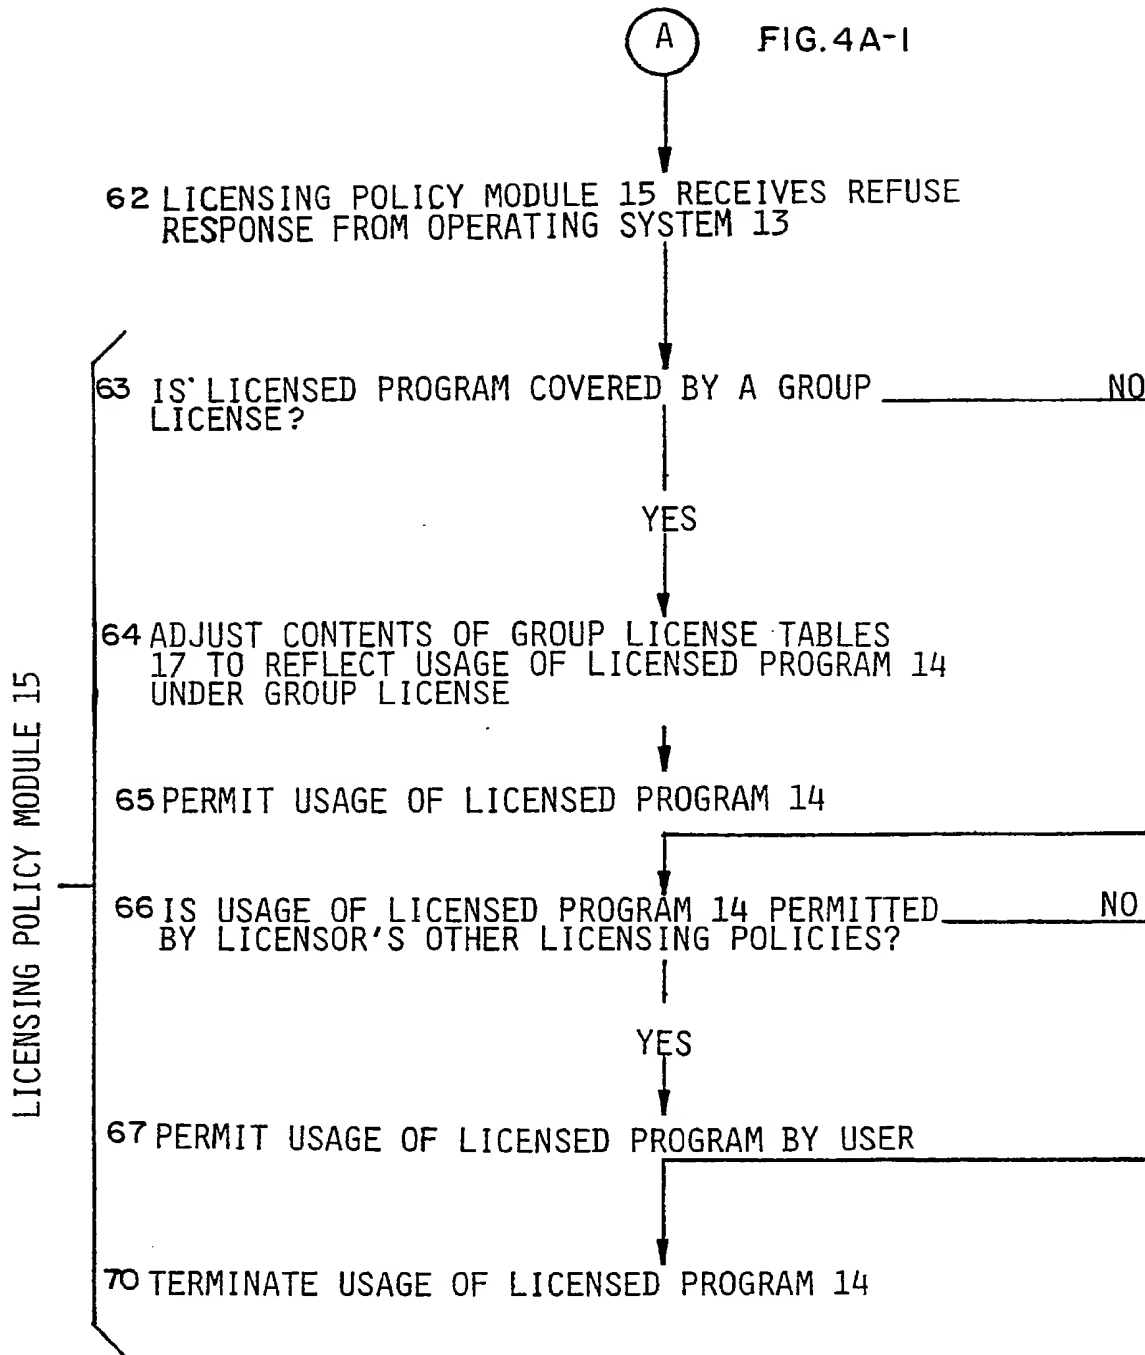 A
FIG.4A-1
62 LICENSING POLICY MODULE 15 RECEIVES REFUSE
RESPONSE FROM OPERATING SYSTEM 13
63 IS LICENSED PROGRAM COVERED BY A GROUP NO
LICENSE?
YES
64 ADJUST CONTENTS OF GROUP LICENSE TABLES
17 TO REFLECT USAGE OF LICENSED PROGRAM 14
UNDER GROUP LICENSE
65 PERMIT USAGE OF LICENSED PROGRAM 14
66 IS USAGE OF LICENSED PROGRAM 14 PERMITTED NO
BY LICENSOR'S OTHER LICENSING POLICIES?
YES
67 PERMIT USAGE OF LICENSED PROGRAM BY USER
70 TERMINATE USAGE OF LICENSED PROGRAM 14
LICENSING POLICY MODULE 15